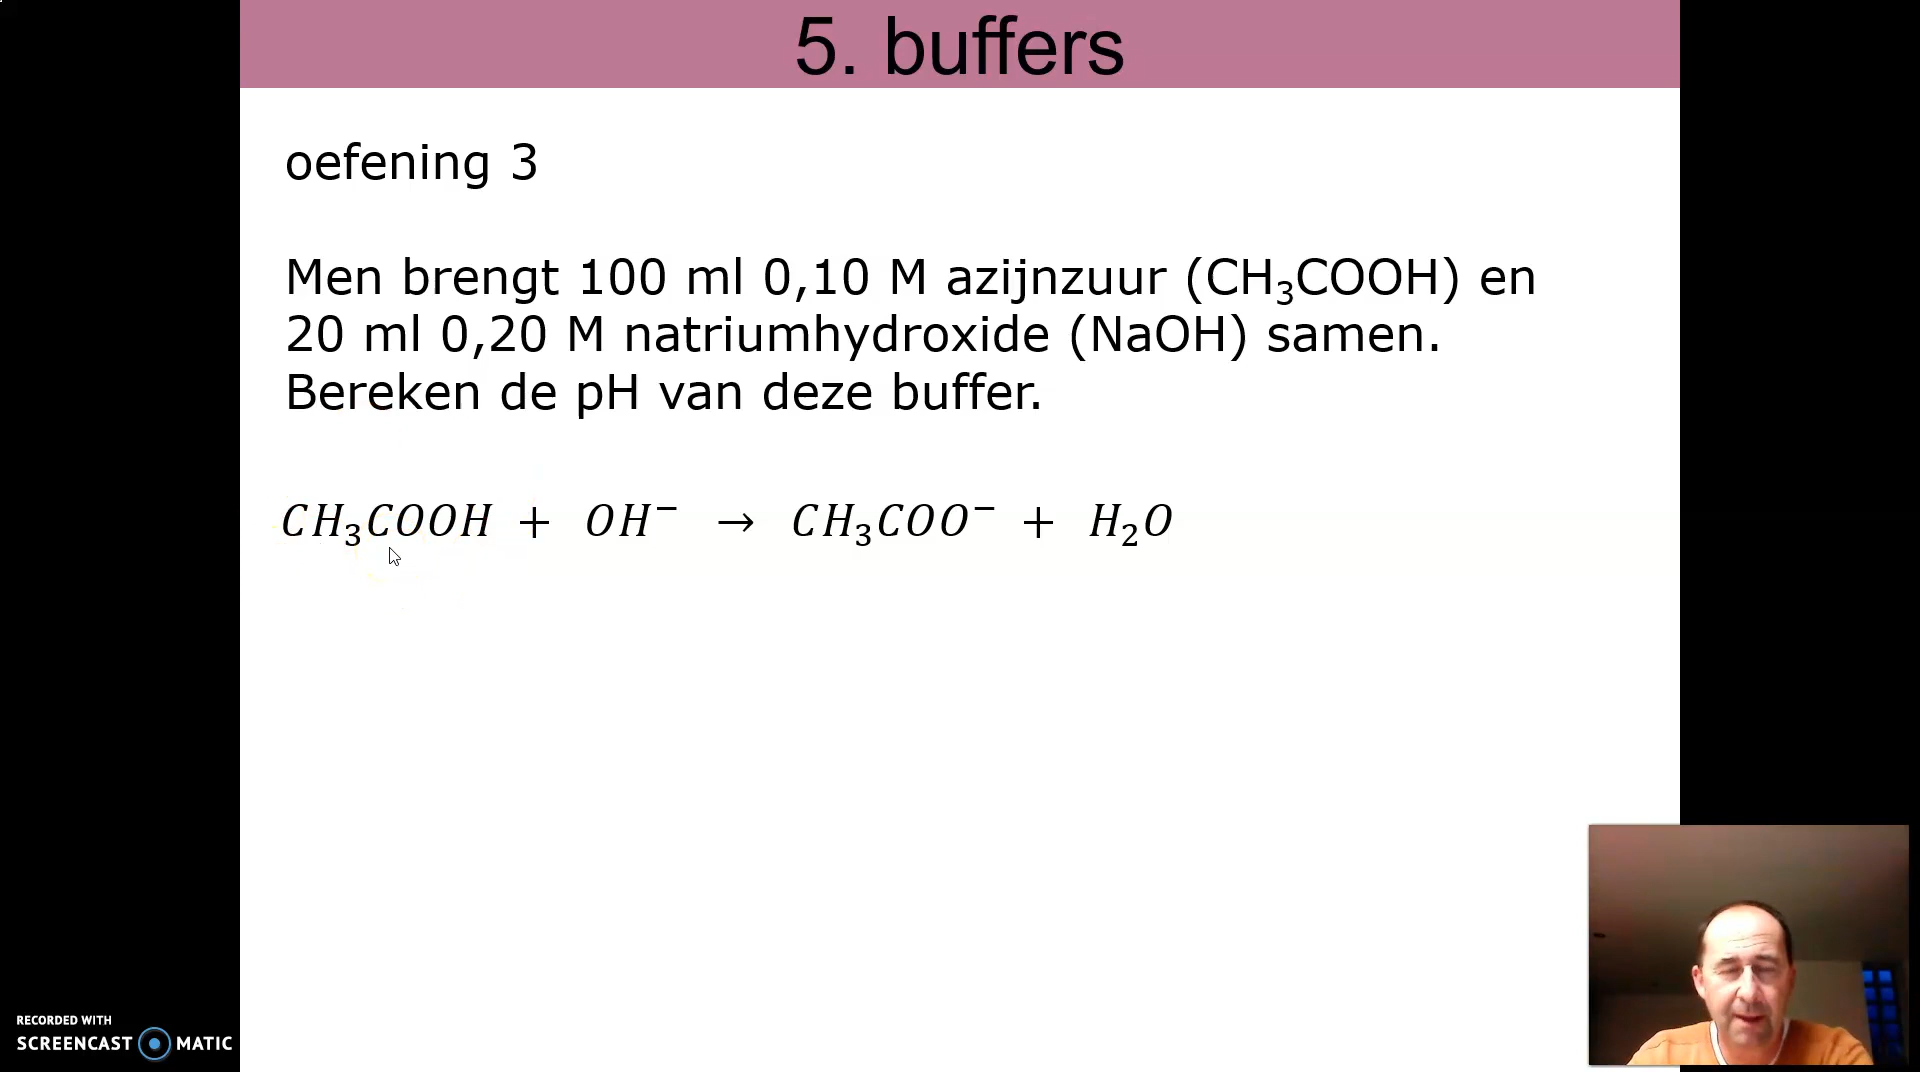 5. buffers
oefening 3
Men brengt 100 ml 0,10 M azijnzuur (CH₃COOH) en
20 ml 0,20 M natriumhydroxide (NaOH) samen.
Bereken de pH van deze buffer.
CH₃COOH + OH⁻ → CH₃COO⁻ + H₂O
RECORDED WITH
SCREENCAST MATIC